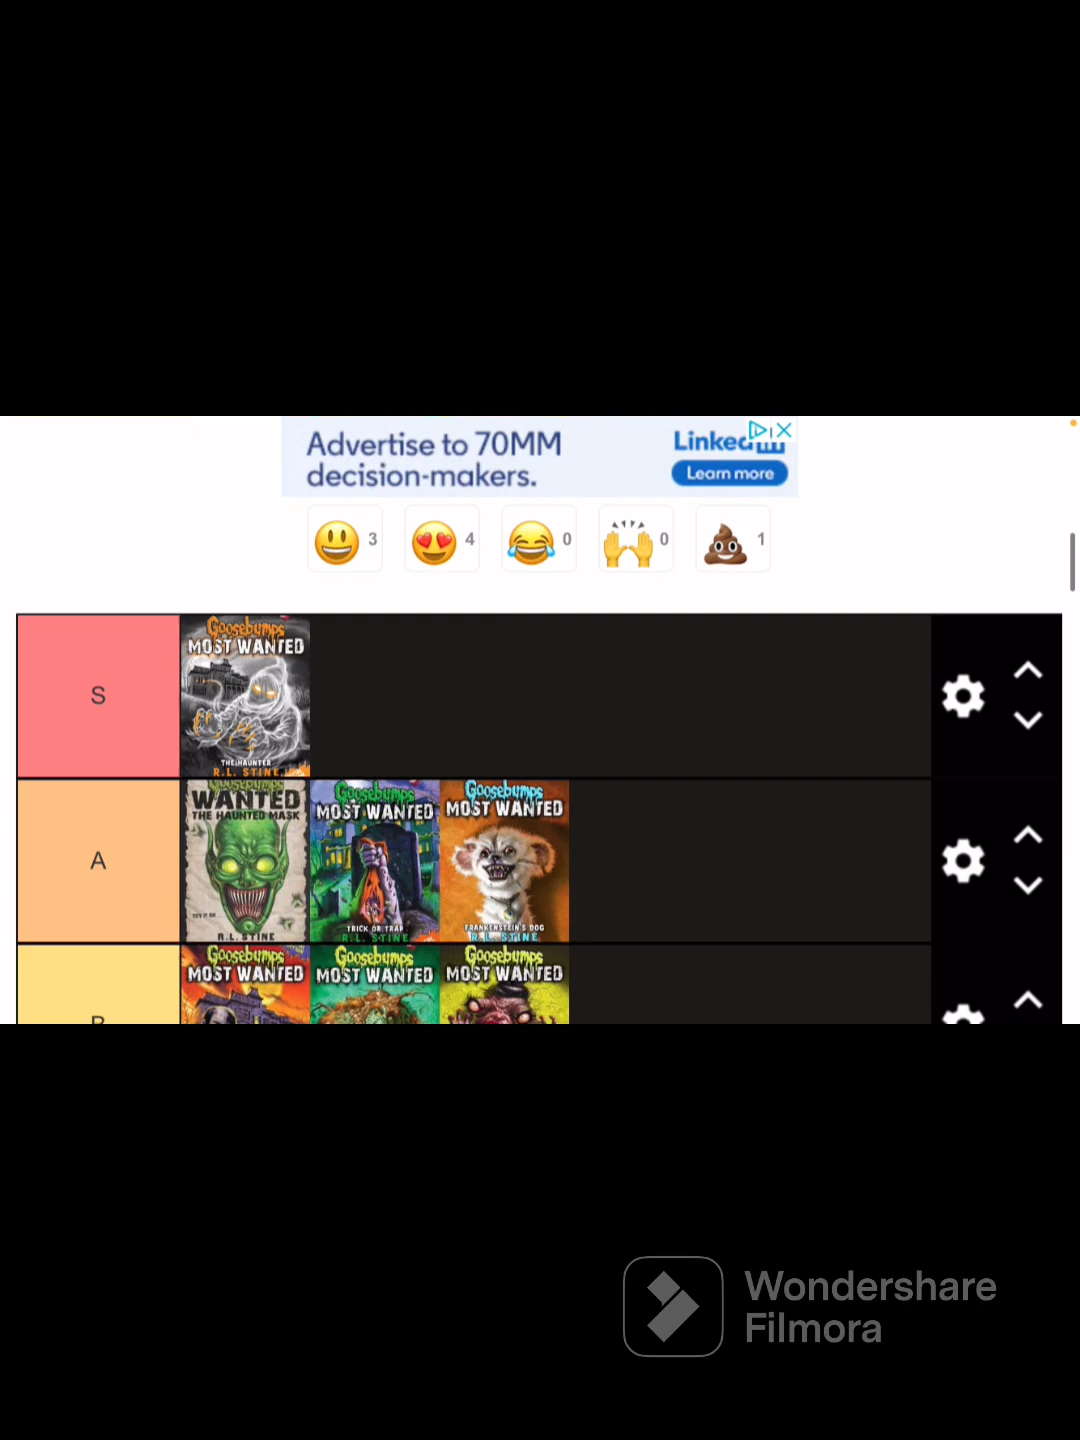 Advertise to 70MM
decision-makers.
Linked
Learn more
3
4
0
0
1
S
Goosebumps
MOST WANTED
THE HAUNTER
R.L. STINE
A
Goosebumps
WANTED
THE HAUNTED MASK
R.L. STINE
Goosebumps
MOST WANTED
TRICK OR TRAP
R.L. STINE
Goosebumps
MOST WANTED
FRANKENSTEIN'S DOG
R.L. STINE
Goosebumps
MOST WANTED
Goosebumps
MOST WANTED
Goosebumps
MOST WANTED
Wondershare
Filmora